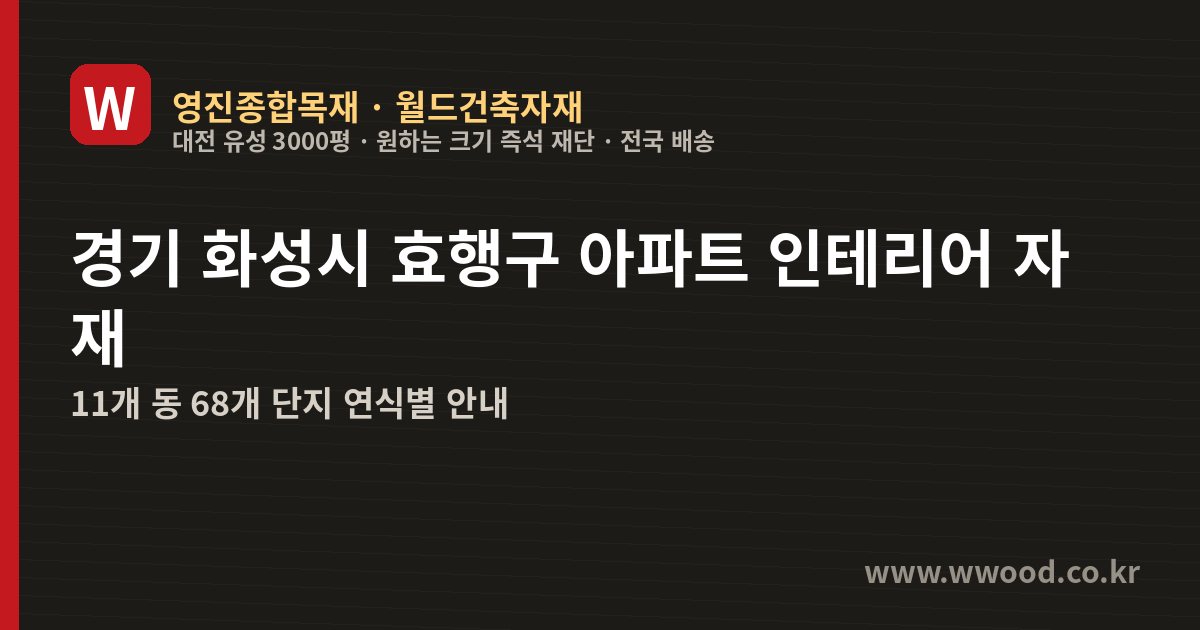 W
영진종합목재 · 월드건축자재
대전 유성 3000평 · 원하는 크기 즉석 재단 · 전국 배송
경기 화성시 효행구 아파트 인테리어 자
재
11개 동 68개 단지 연식별 안내
www.wwood.co.kr